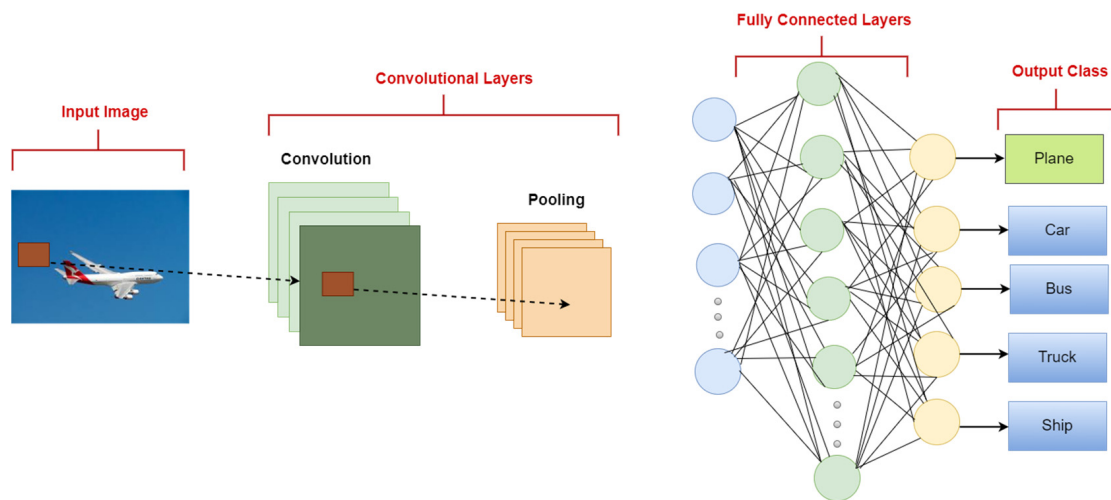 Input Image
Convolutional Layers
Convolution
Pooling
Fully Connected Layers
Output Class
Plane
Car
Bus
Truck
Ship